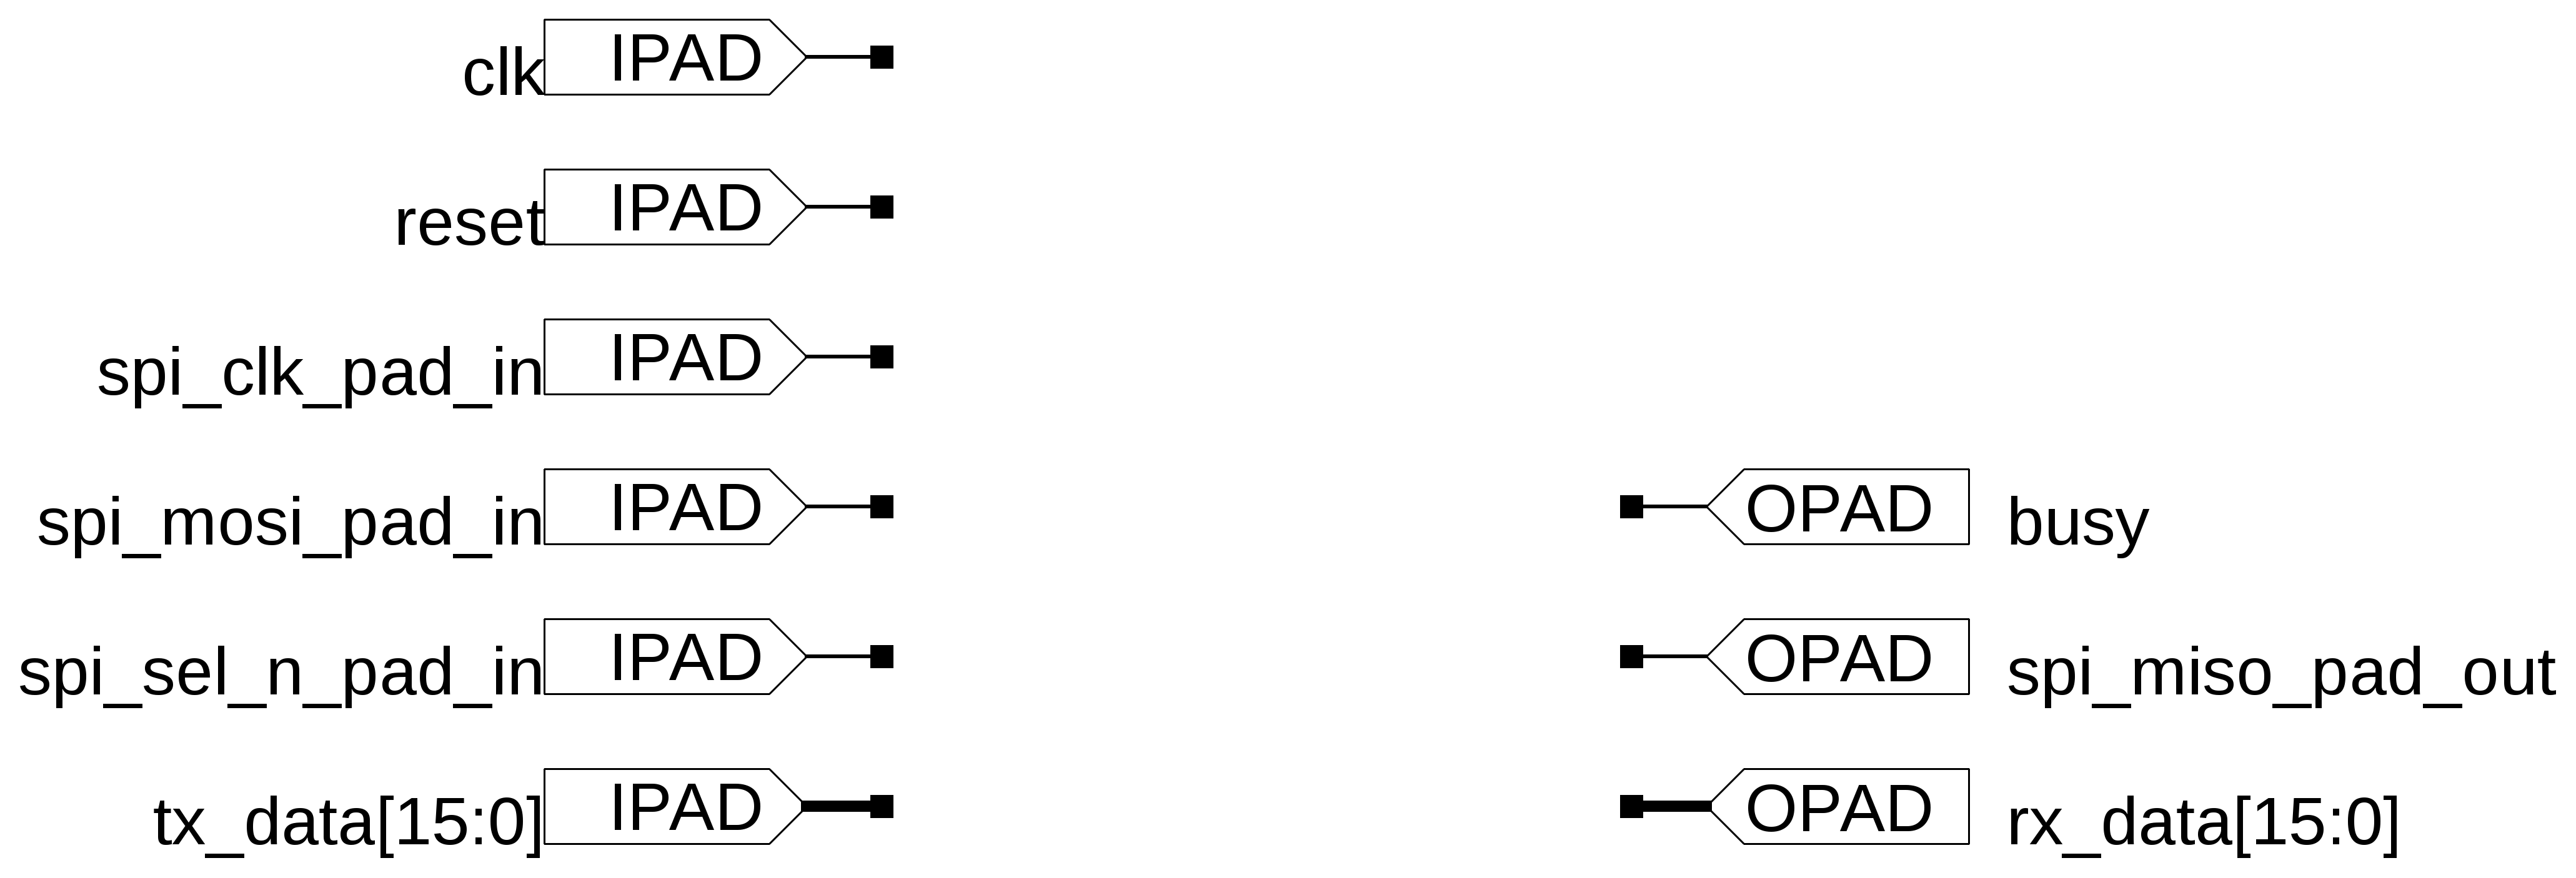 clk IPAD
reset IPAD
spi_clk_pad_in IPAD
spi_mosi_pad_in IPAD OPAD busy
spi_sel_n_pad_in IPAD OPAD spi_miso_pad_out
tx_data[15:0] IPAD OPAD rx_data[15:0]